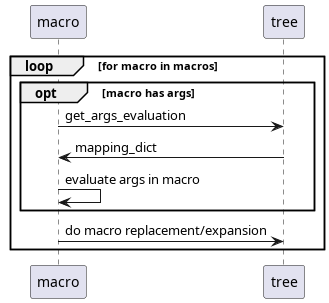 macro
tree
loop
[for macro in macros]
opt
[macro has args]
get_args_evaluation
mapping_dict
evaluate args in macro
do macro replacement/expansion
macro
tree